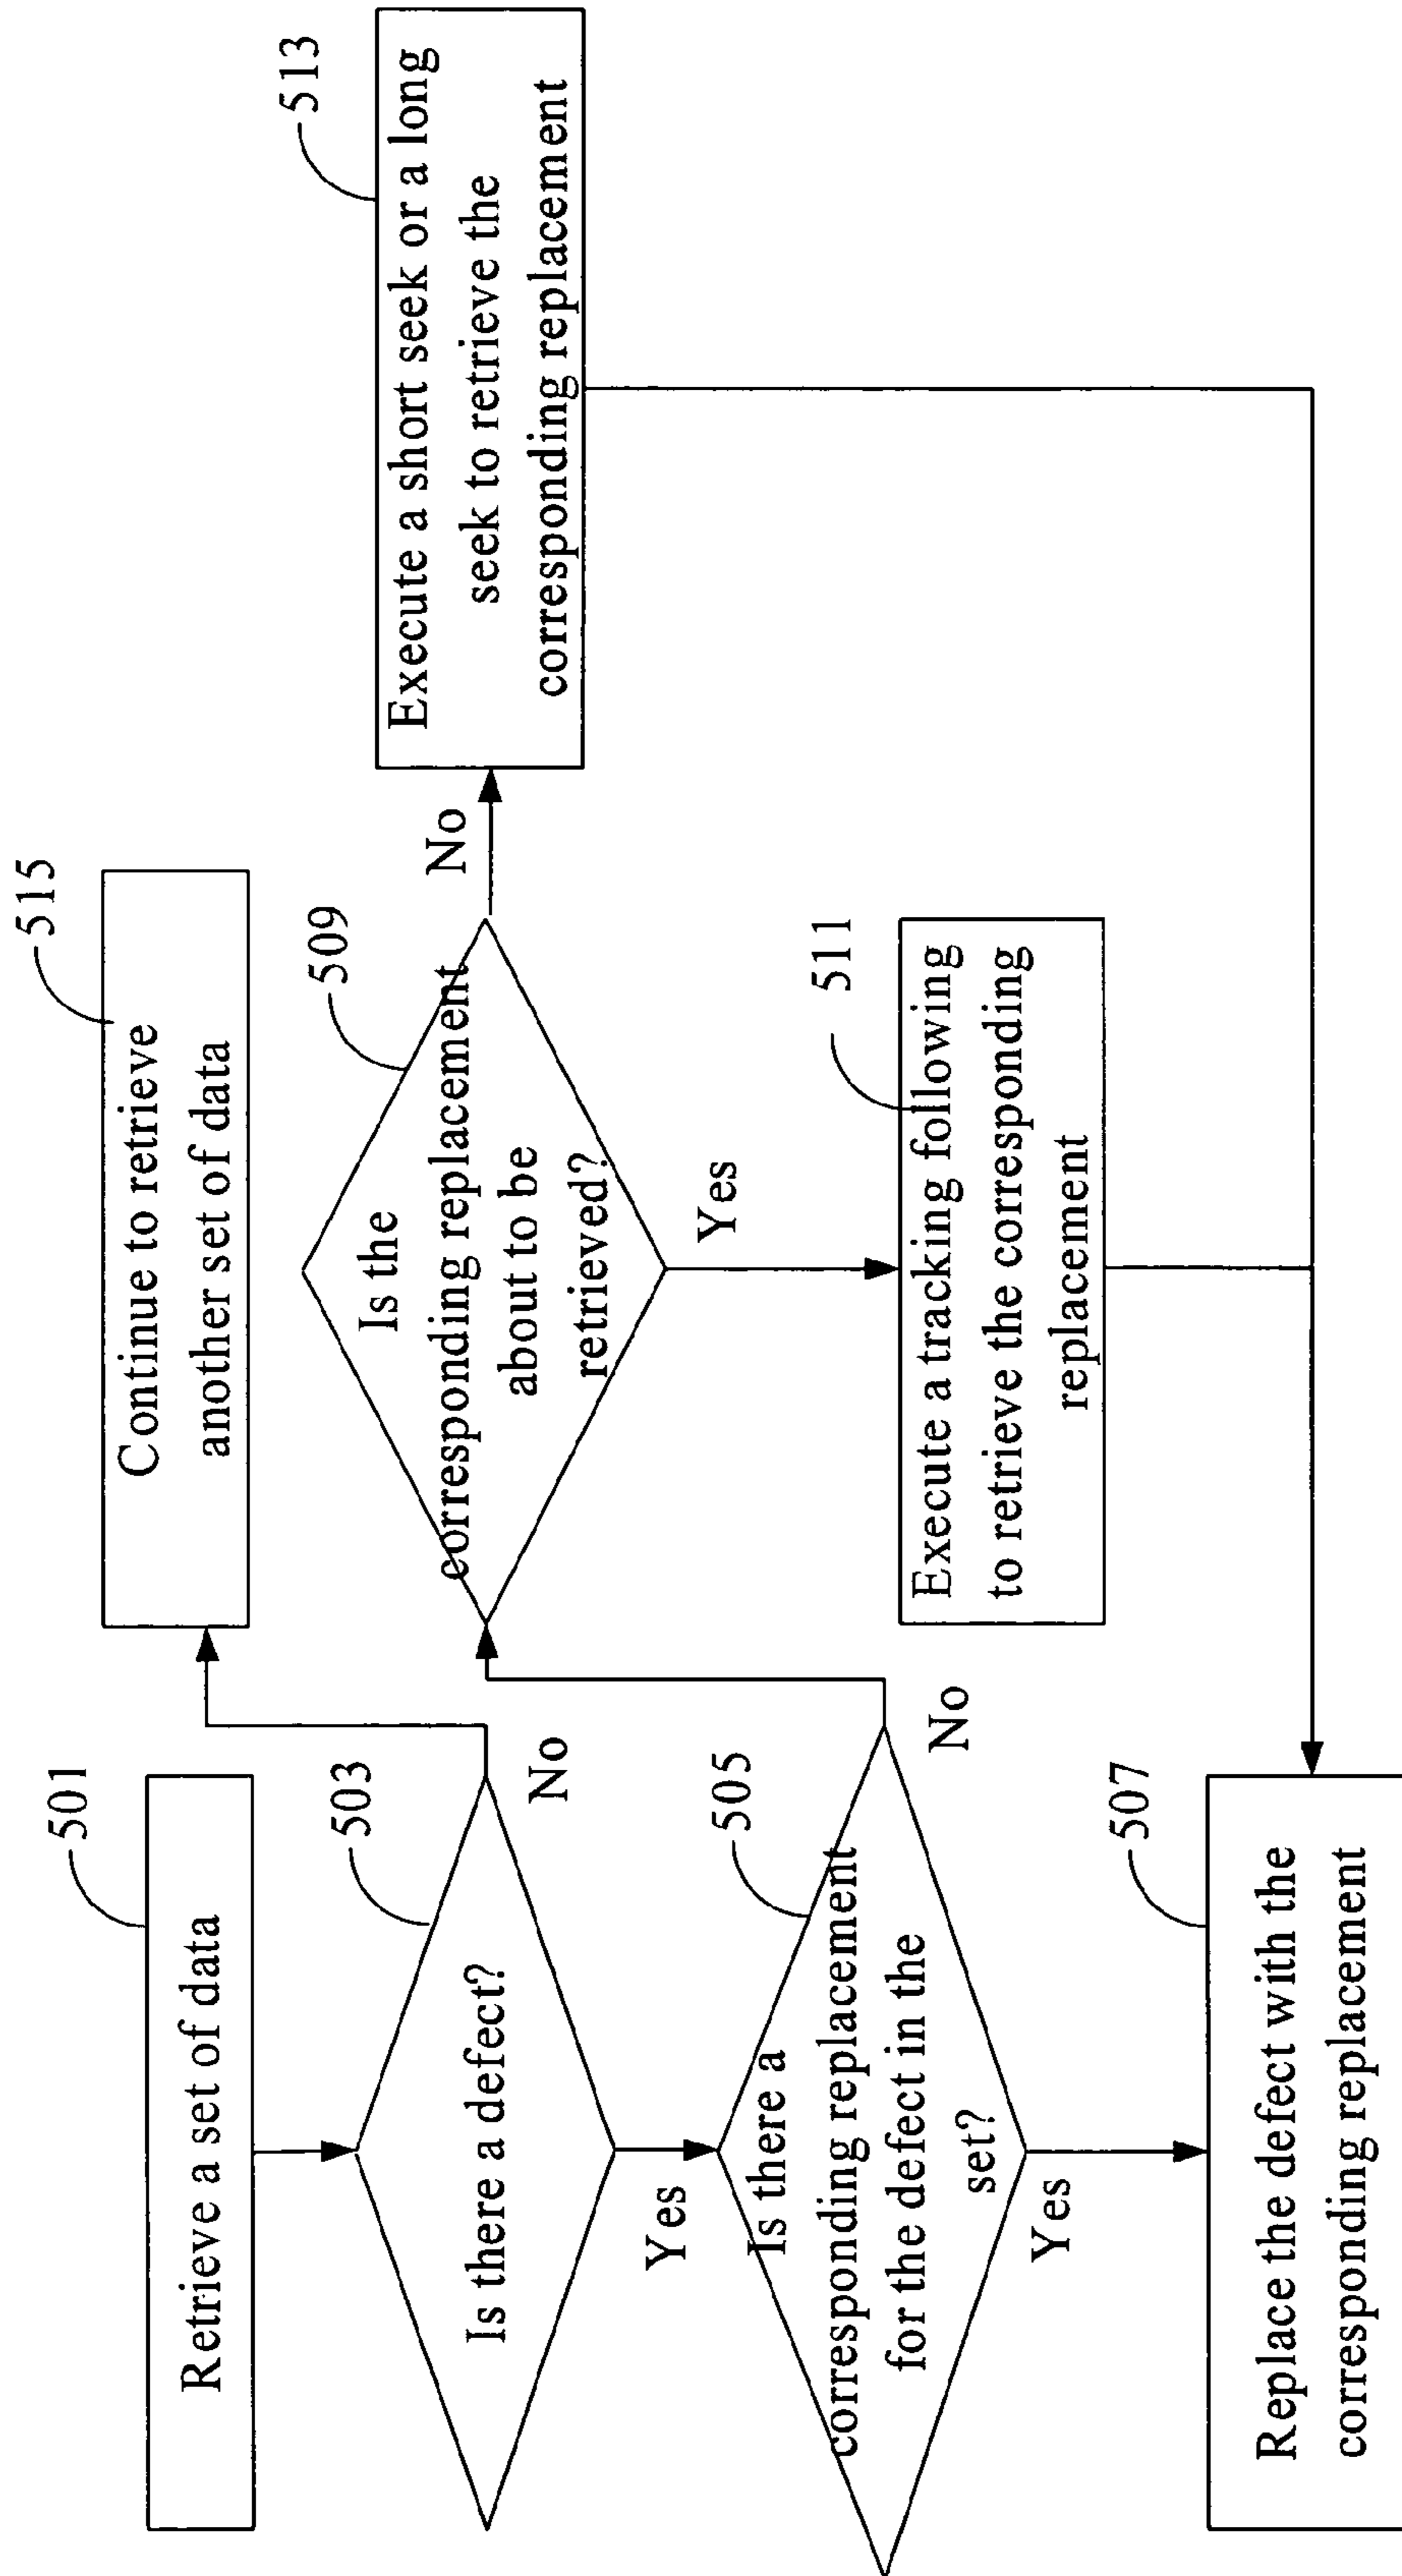 501
Retrieve a set of data
503
Is there a defect?
No
Yes
505
Is there a
corresponding replacement
for the defect in the
set?
No
Yes
507
Replace the defect with the
corresponding replacement
515
Continue to retrieve
another set of data
509
Is the
corresponding replacement
about to be
retrieved?
No
Yes
511
Execute a tracking following
to retrieve the corresponding
replacement
513
Execute a short seek or a long
seek to retrieve the
corresponding replacement